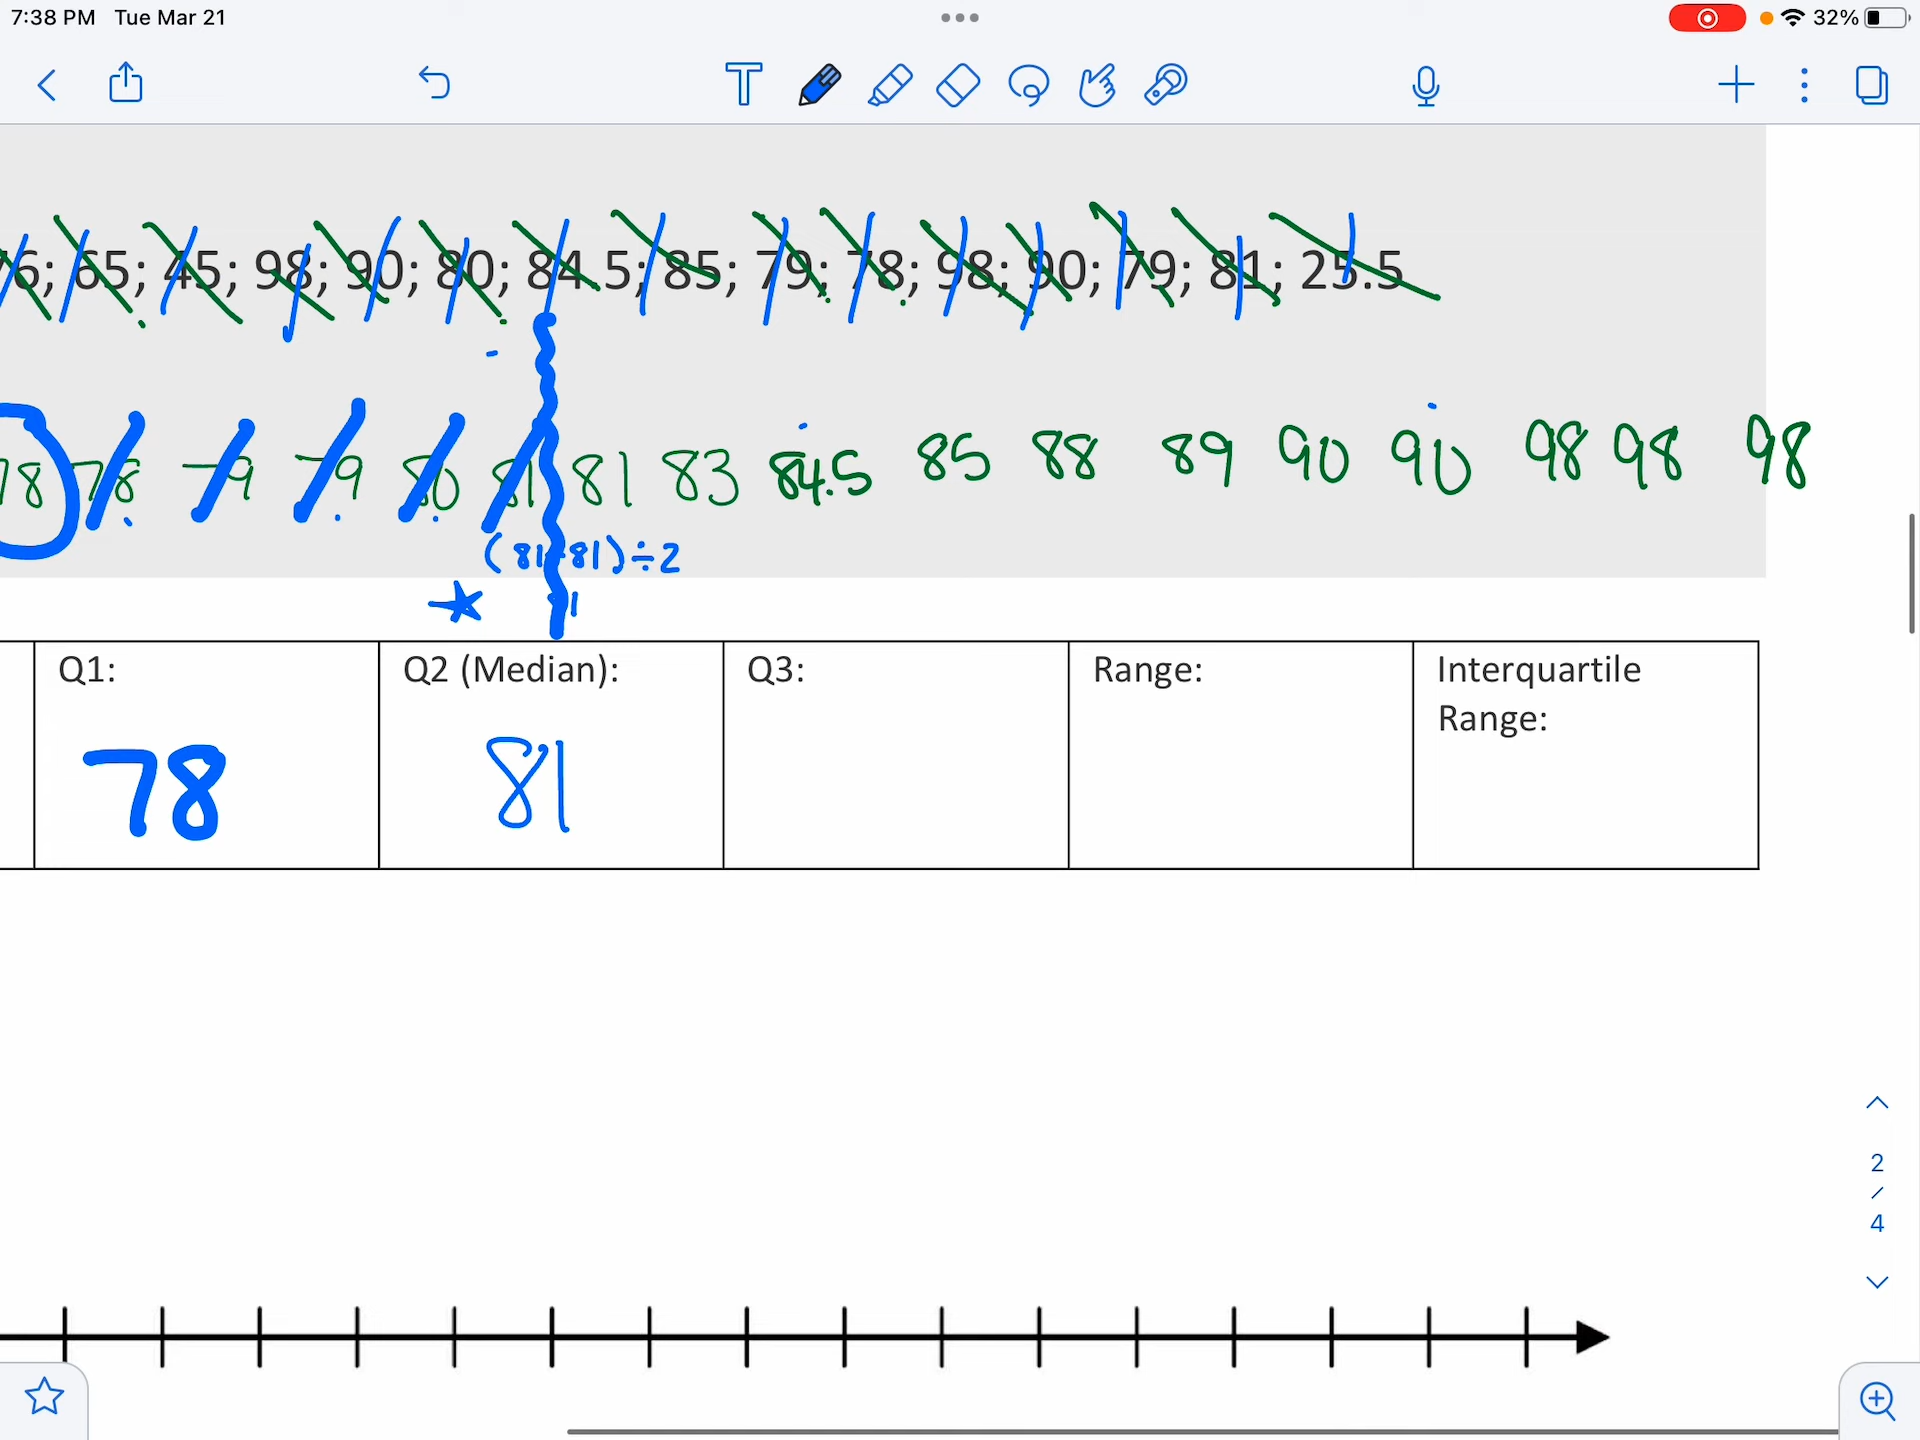 7:38 PM Tue Mar 21
32%
T
76; 65; 45; 98; 90; 80; 84.5; 85; 79; 78; 98; 90; 79; 81; 25.5
78 78 79 79 80 81 81 83 84.5 85 88 89 90 90 98 98 98
(81+81)÷2
81
Q1:
78
Q2 (Median):
81
Q3:
Range:
Interquartile
Range:
2
/
4